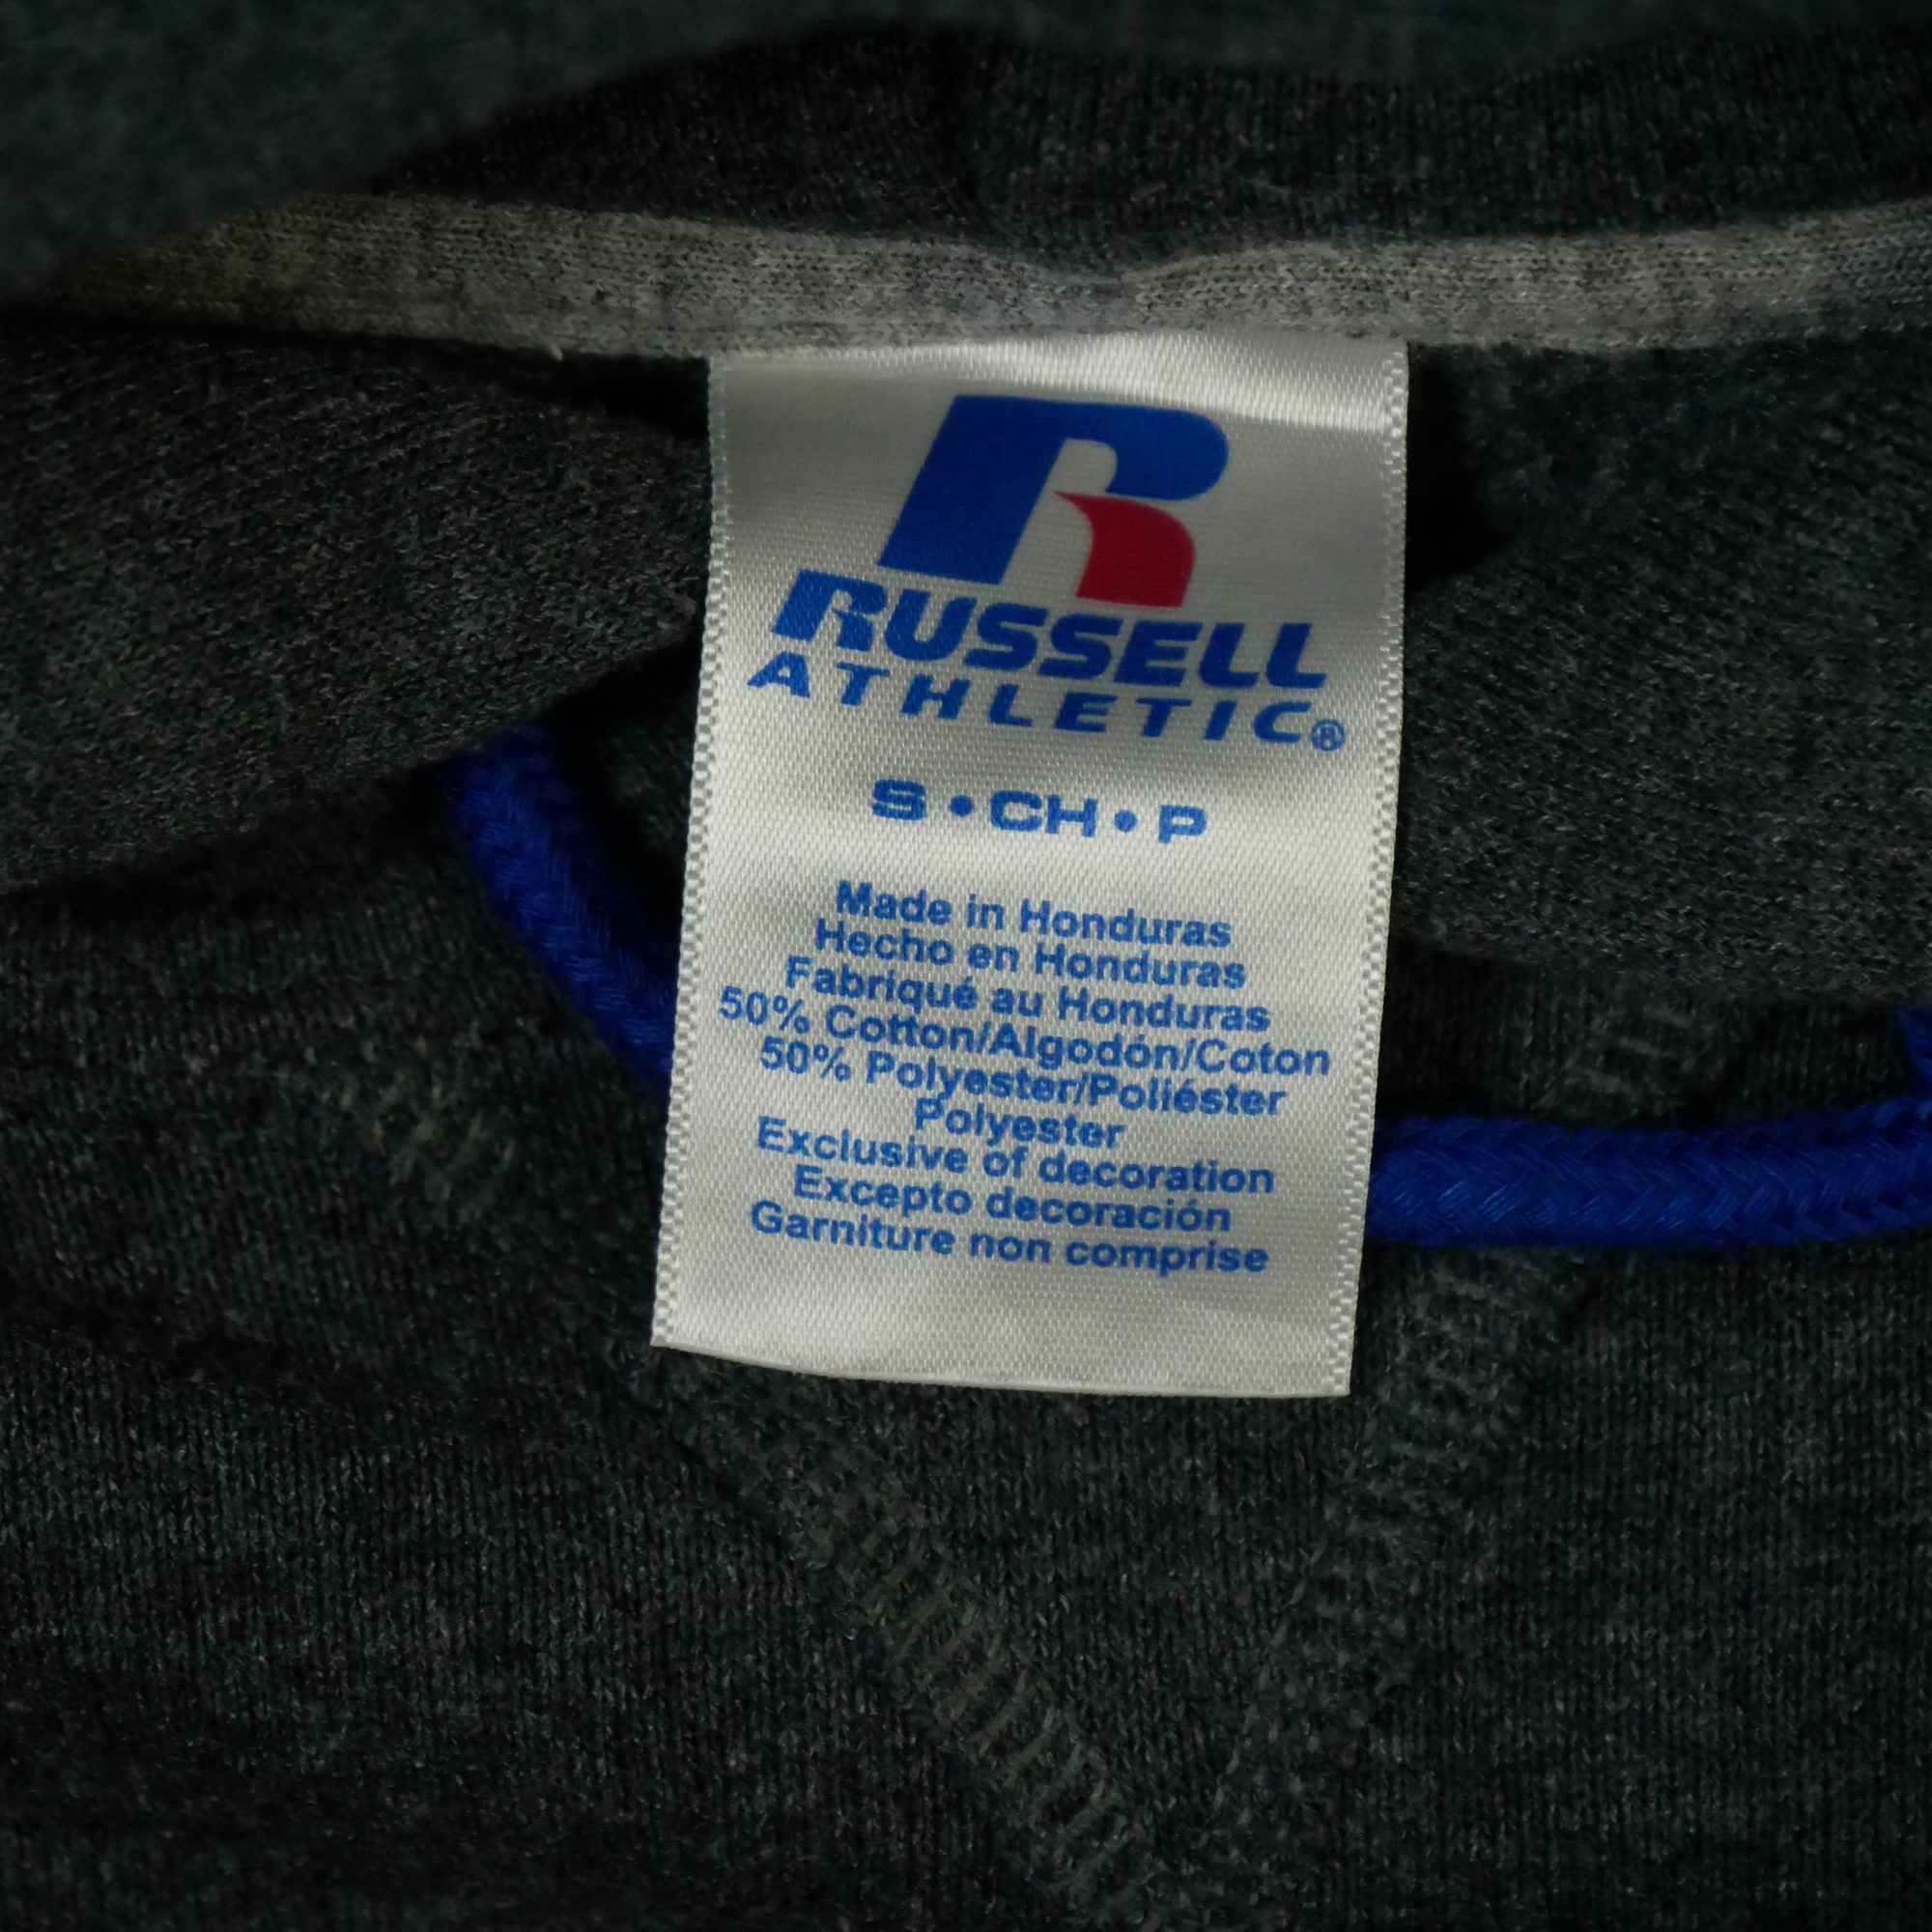 R
RUSSELL
ATHLETIC®
S • CH • P
Made in Honduras
Hecho en Honduras
Fabriqué au Honduras
50% Cotton/Algodón/Coton
50% Polyester/Poliéster
Polyester
Exclusive of decoration
Excepto decoración
Garniture non comprise